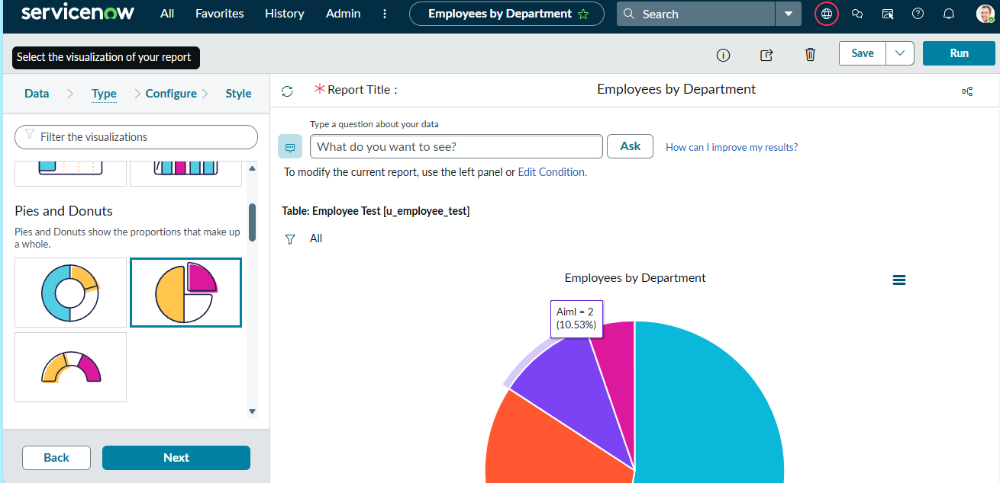 servicenow All Favorites History Admin Employees by Department Search
Select the visualization of your report
Save Run
Data Type Configure Style
Report Title :
Employees by Department
Filter the visualizations
Type a question about your data
What do you want to see?
Ask
How can I improve my results?
To modify the current report, use the left panel or Edit Condition.
Pies and Donuts
Pies and Donuts show the proportions that make up
a whole.
Table: Employee Test [u_employee_test]
All
Employees by Department
Aiml = 2
(10.53%)
Back Next